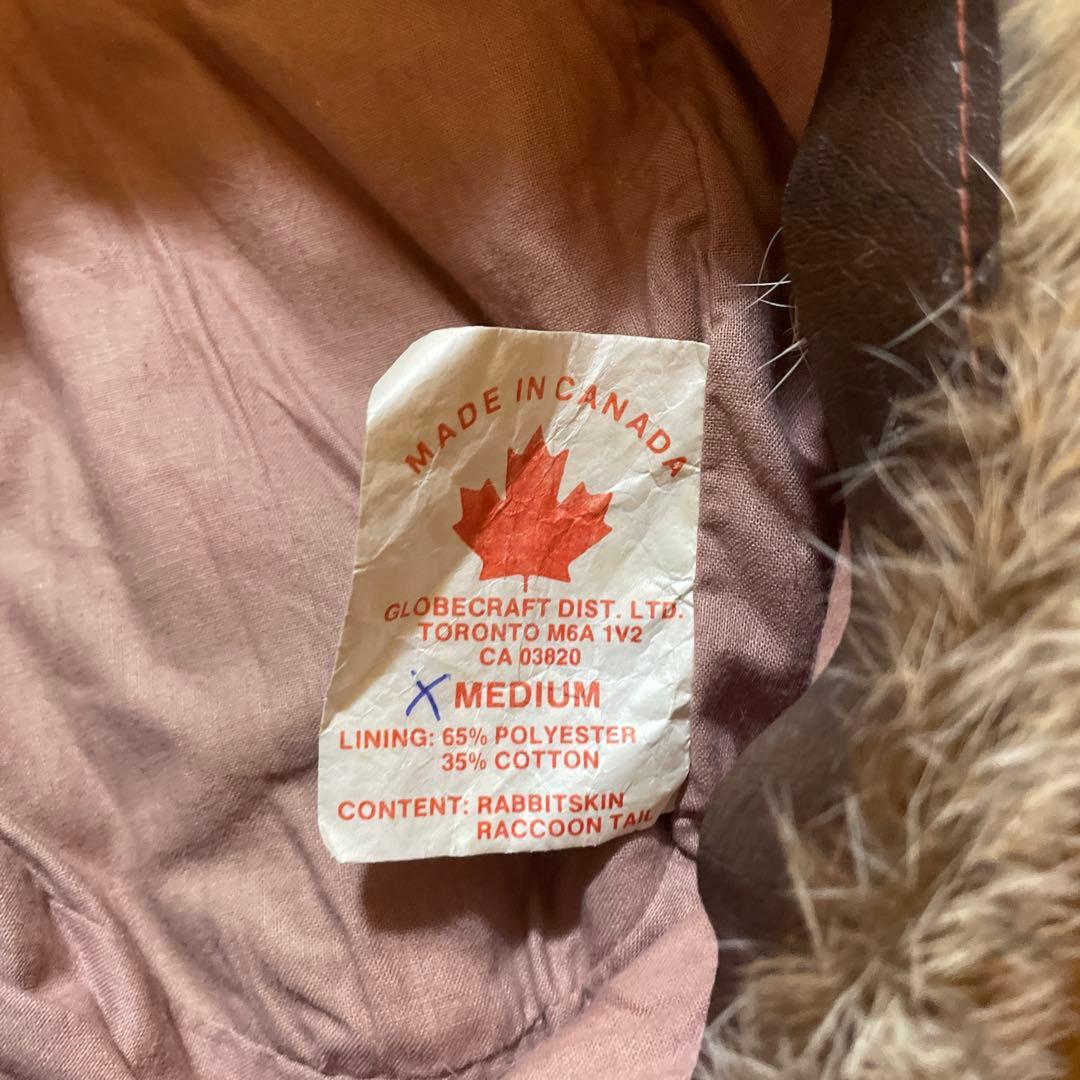 MADE IN CANADA
GLOBECRAFT DIST. LTD.
TORONTO M6A 1V2
CA 03820
X MEDIUM
LINING: 65% POLYESTER
35% COTTON
CONTENT: RABBITSKIN
RACCOON TAIL